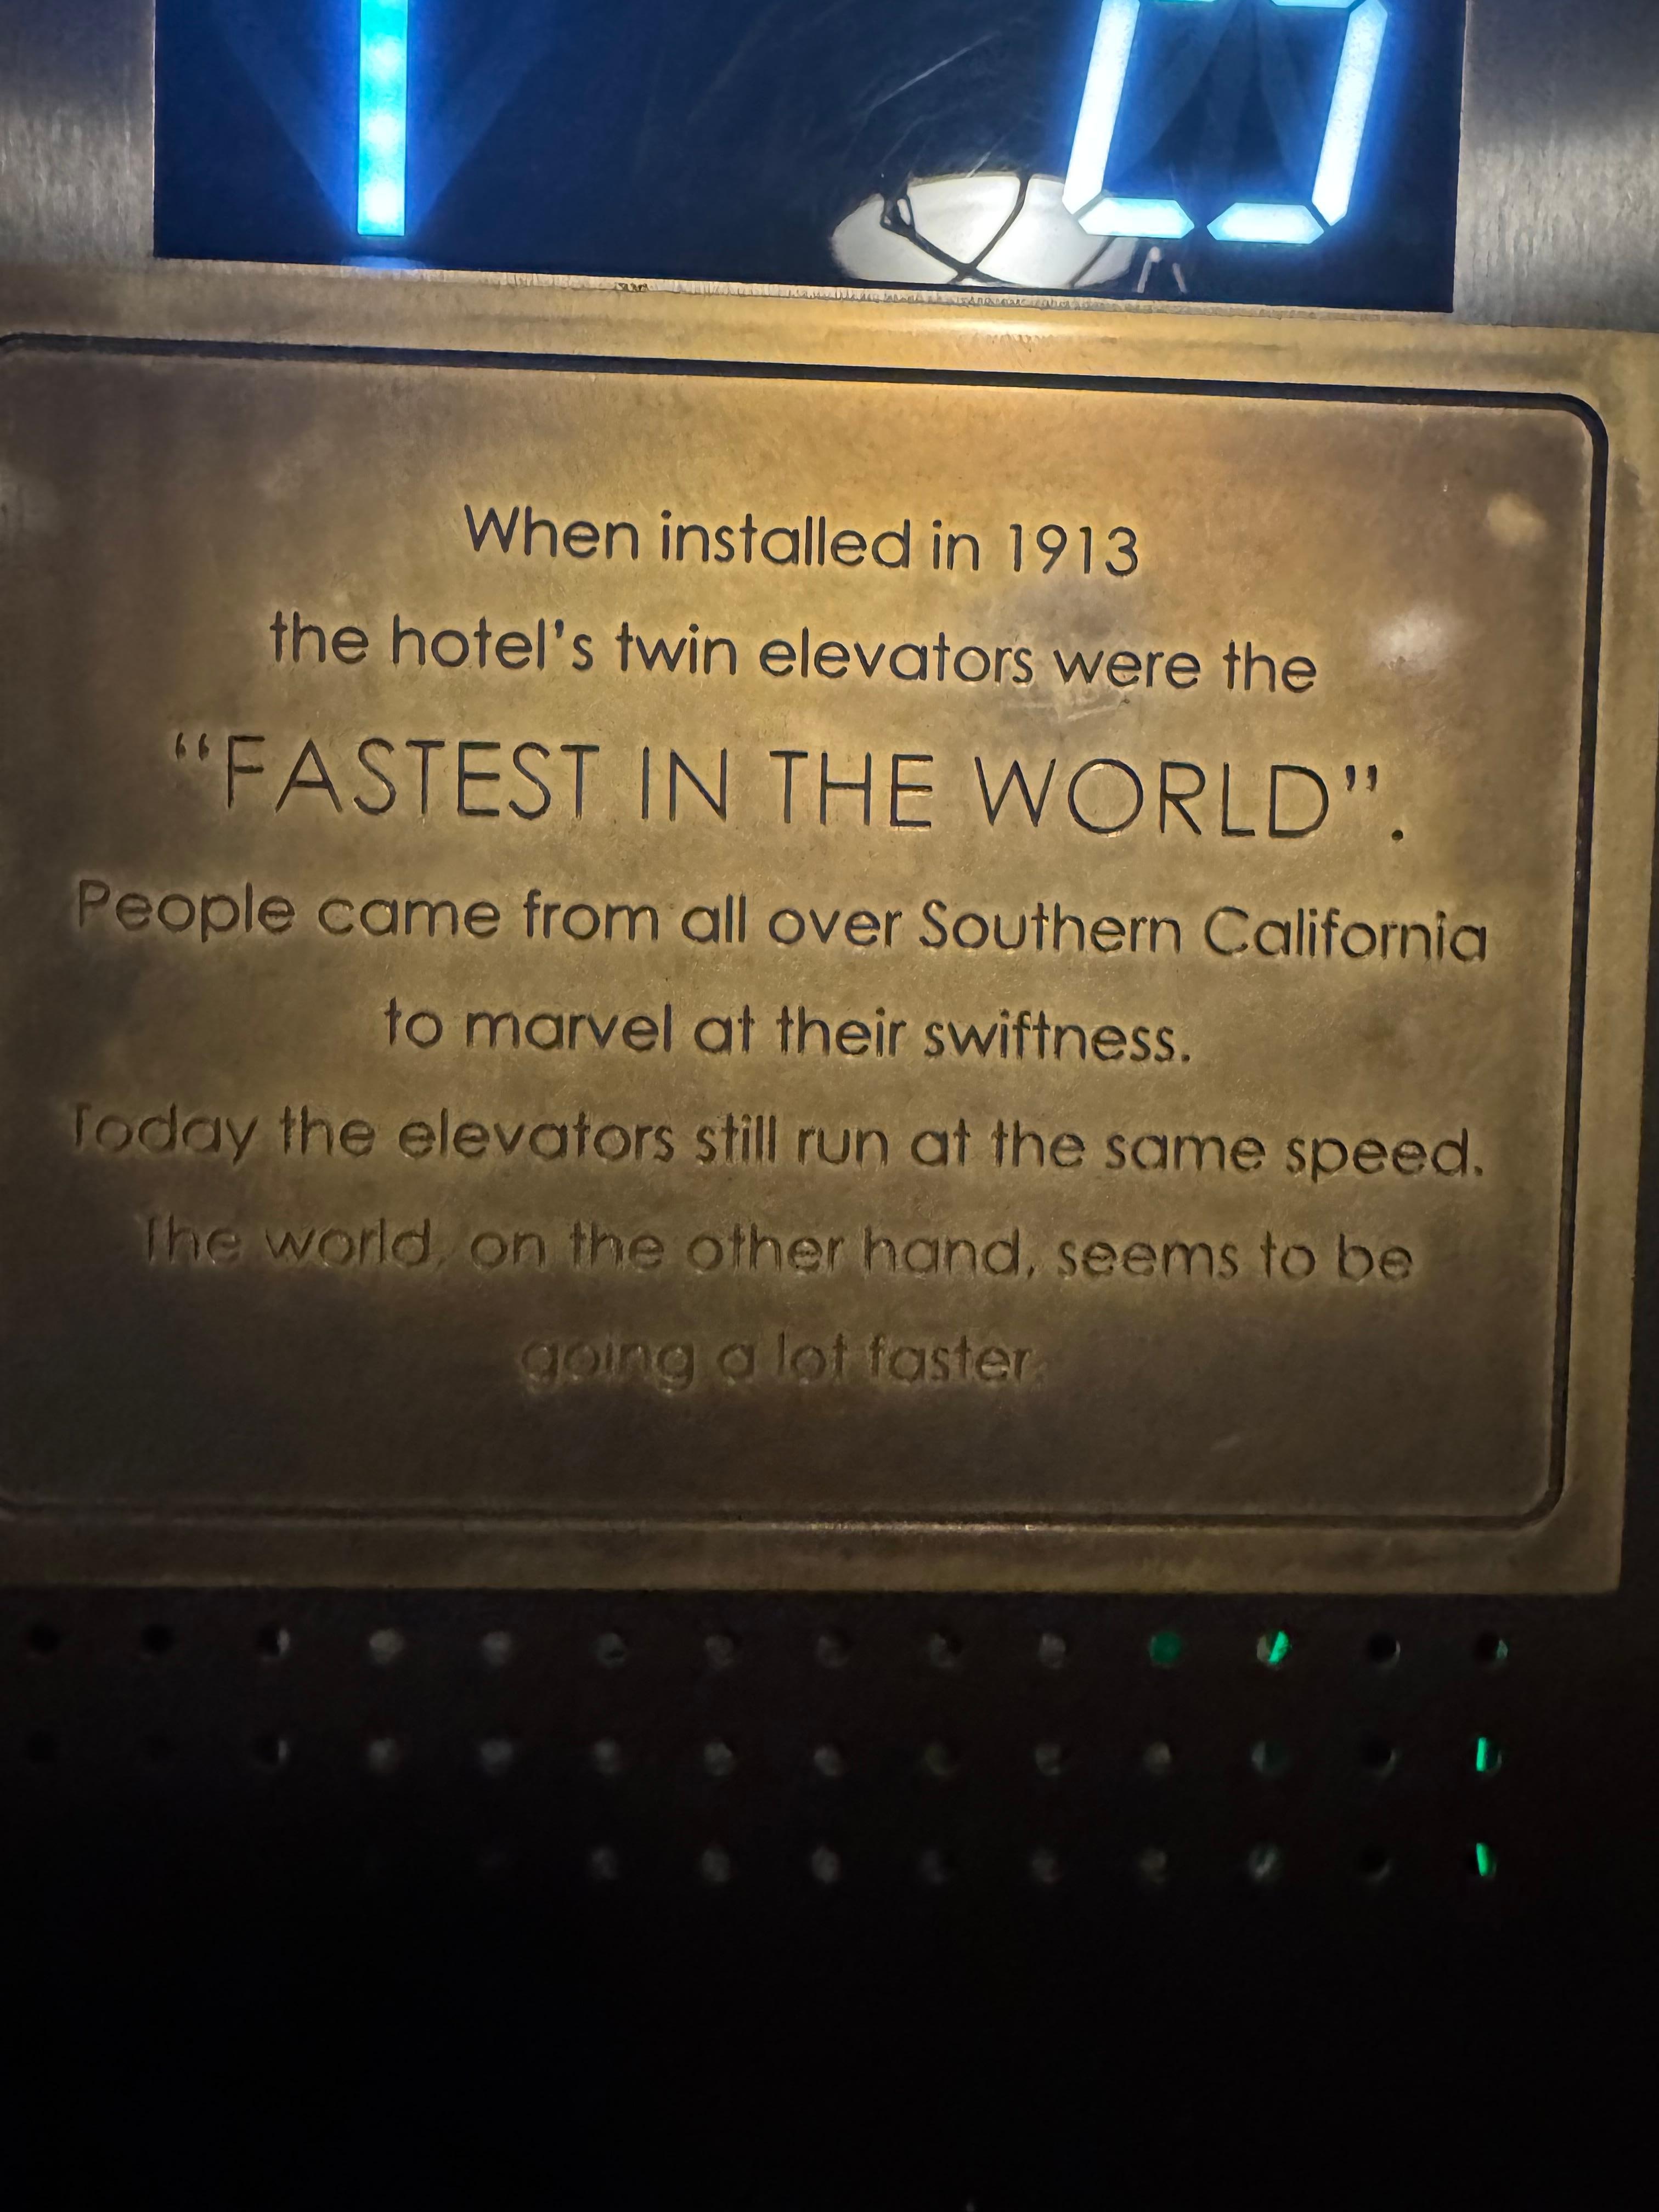 When installed in 1913
the hotel's twin elevators were the
“FASTEST IN THE WORLD”.
People came from all over Southern California
to marvel at their swiftness.
Today the elevators still run at the same speed.
The world, on the other hand, seems to be
going a lot faster.